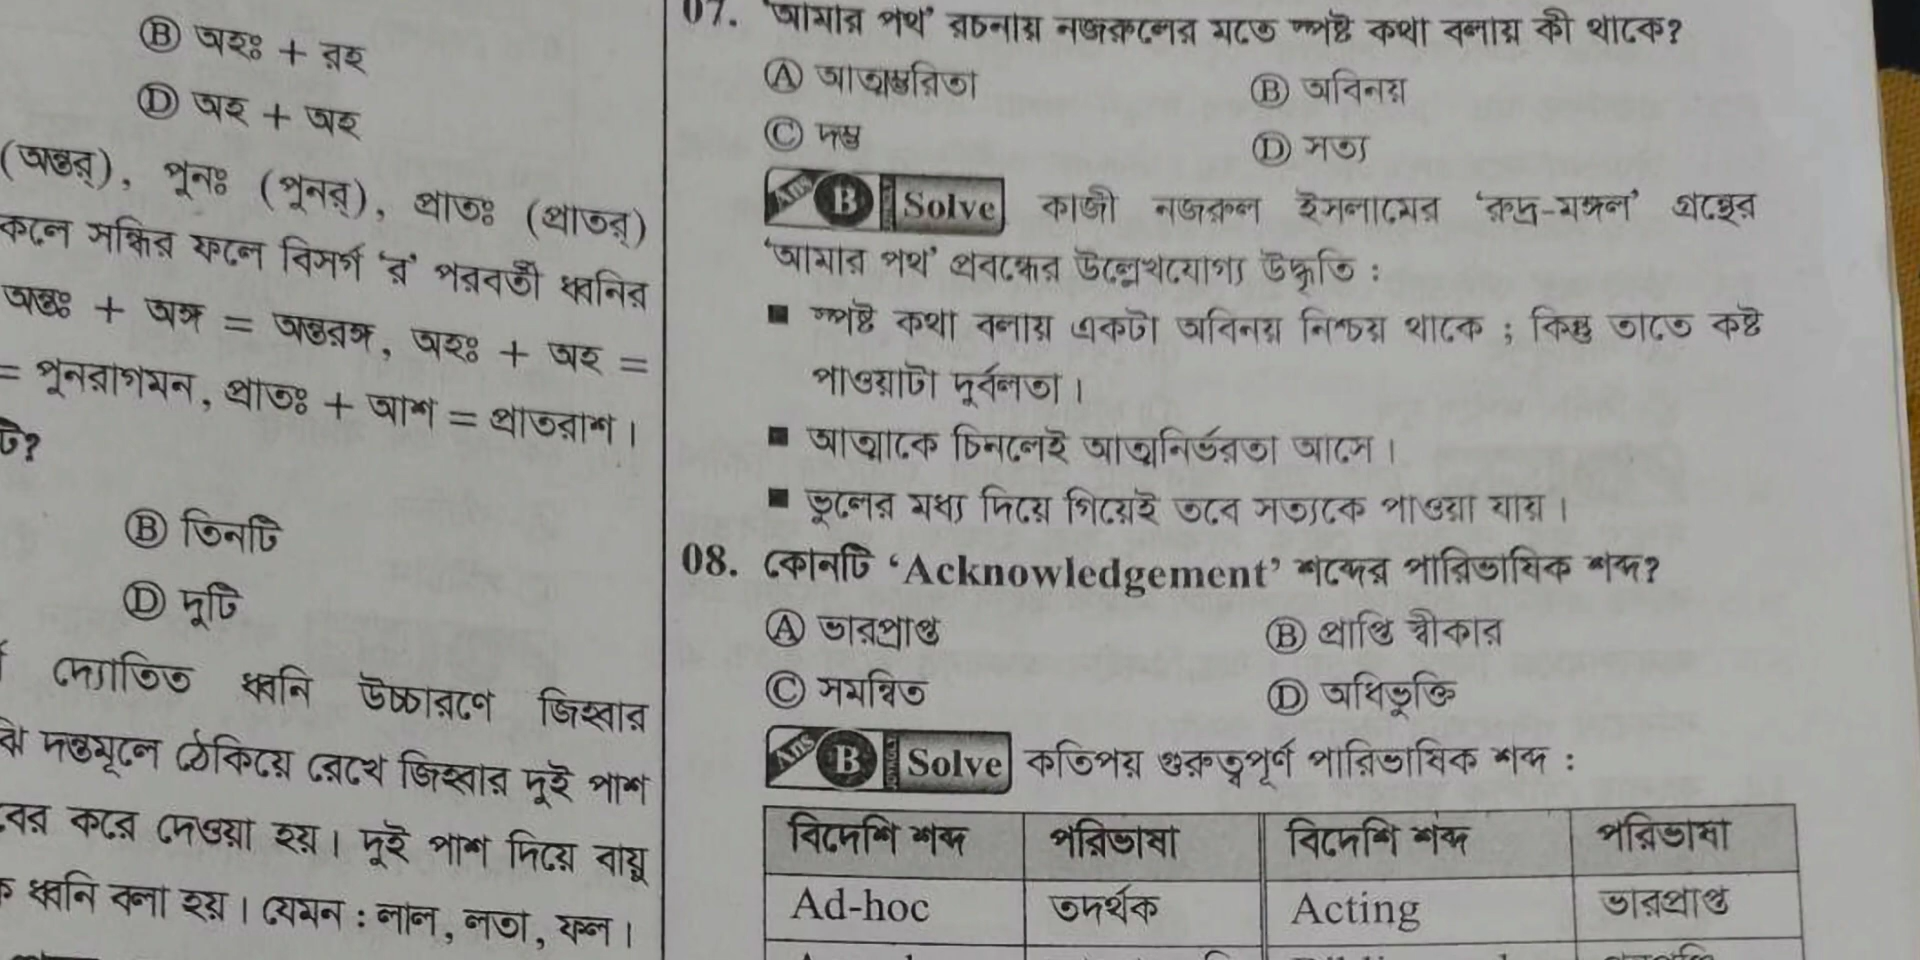 Ⓑ অহঃ + রহ
Ⓓ অহ + অহ
(অন্তর্), পুনঃ (পুনর্), প্রাতঃ (প্রাতর্)
কলে সন্ধির ফলে বিসর্গ ‘র’ পরবর্তী ধ্বনির
অন্তঃ + অঙ্গ = অন্তরঙ্গ, অহঃ + অহ =
= পুনরাগমন, প্রাতঃ + আশ = প্রাতরাশ।
টি?
Ⓑ তিনটি
Ⓓ দুটি
দ্যোতিত ধ্বনি উচ্চারণে জিহ্বার
দন্তমূলে ঠেকিয়ে রেখে জিহ্বার দুই পাশ
বের করে দেওয়া হয়। দুই পাশ দিয়ে বায়ু
ক ধ্বনি বলা হয়। যেমন : লাল, লতা, ফল।
07. ‘আমার পথ’ রচনায় নজরুলের মতে স্পষ্ট কথা বলায় কী থাকে?
Ⓐ আত্মম্ভরিতা Ⓑ অবিনয়
Ⓒ দম্ভ Ⓓ সত্য
Ans B Solve কাজী নজরুল ইসলামের ‘রুদ্র-মঙ্গল’ গ্রন্থের
‘আমার পথ’ প্রবন্ধের উল্লেখযোগ্য উদ্ধৃতি :
■ স্পষ্ট কথা বলায় একটা অবিনয় নিশ্চয় থাকে ; কিন্তু তাতে কষ্ট
পাওয়াটা দুর্বলতা।
■ আত্মাকে চিনলেই আত্মনির্ভরতা আসে।
■ ভুলের মধ্য দিয়ে গিয়েই তবে সত্যকে পাওয়া যায়।
08. কোনটি ‘Acknowledgement’ শব্দের পারিভাষিক শব্দ?
Ⓐ ভারপ্রাপ্ত Ⓑ প্রাপ্তি স্বীকার
Ⓒ সমন্বিত Ⓓ অধিভুক্তি
Ans B Solve কতিপয় গুরুত্বপূর্ণ পারিভাষিক শব্দ :
বিদেশি শব্দ পরিভাষা বিদেশি শব্দ পরিভাষা
Ad-hoc তদর্থক Acting ভারপ্রাপ্ত